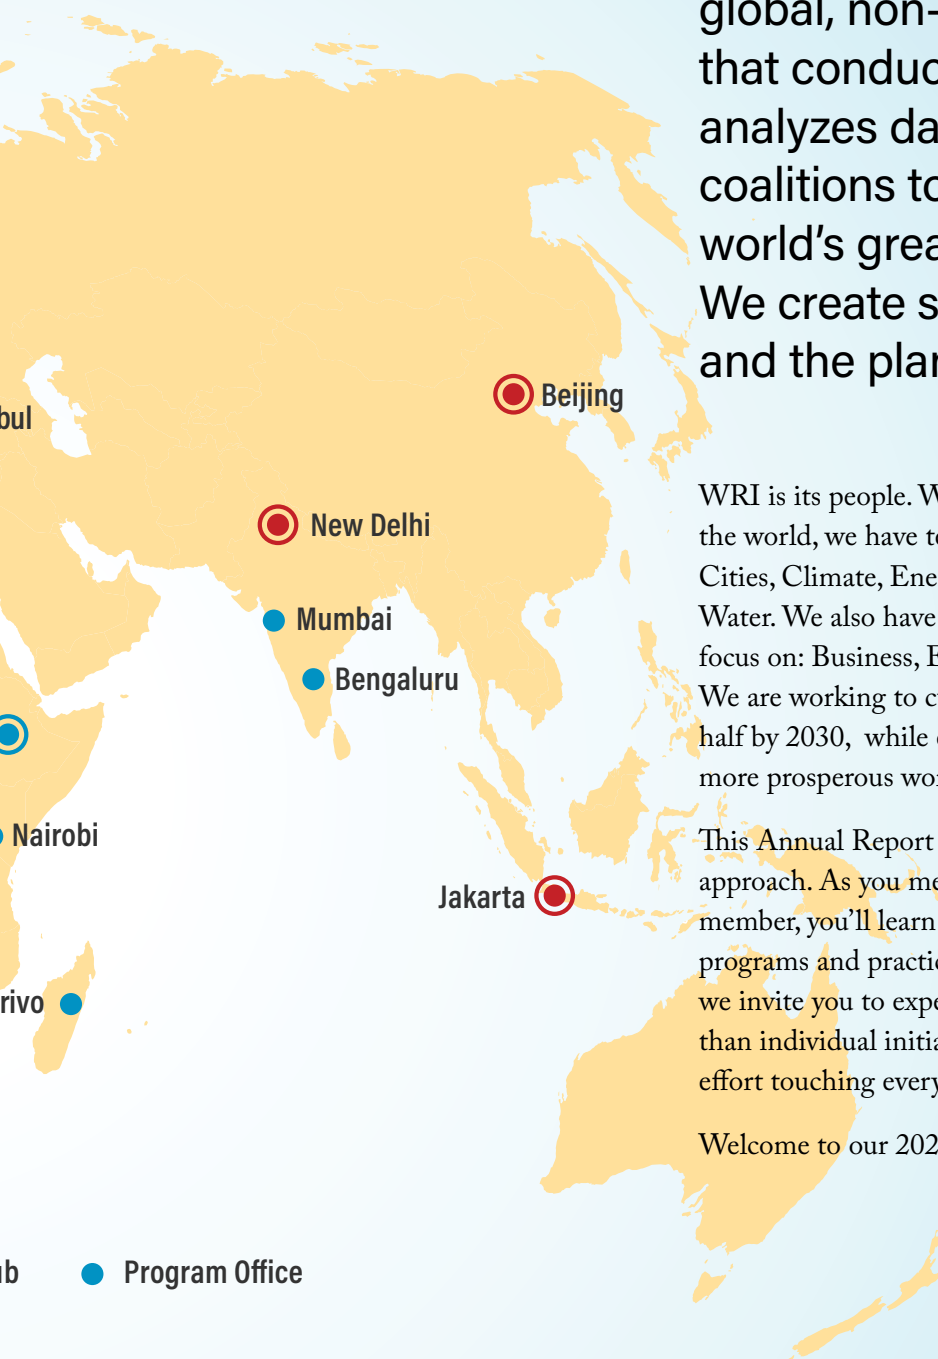 global, non-
that conduc
analyzes da
coalitions to
world's grea
We create s
and the plan
Beijing
bul
New Delhi
Mumbai
Bengaluru
Nairobi
Jakarta
rivo
ub
Program Office
WRI is its people. W
the world, we have te
Cities, Climate, Ene
Water. We also have
focus on: Business, E
We are working to cu
half by 2030, while
more prosperous wor
This Annual Report
approach. As you me
member, you'll learn
programs and practic
we invite you to expe
than individual initia
effort touching every
Welcome to our 202